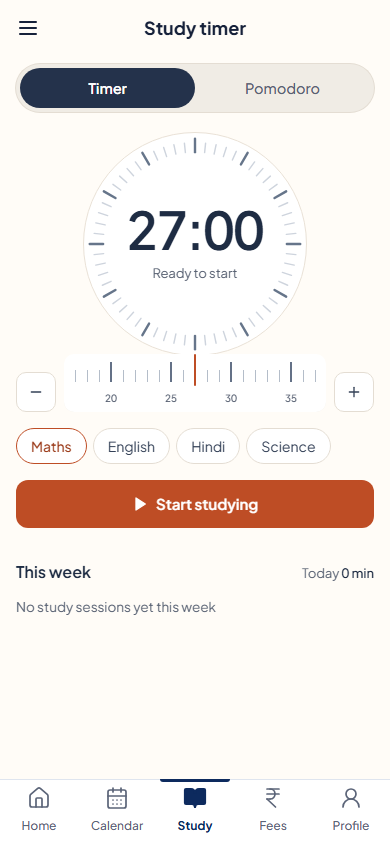 Study timer
Timer Pomodoro
27:00
Ready to start
20 25 30 35
Maths English Hindi Science
Start studying
This week Today 0 min
No study sessions yet this week
Home Calendar Study Fees Profile